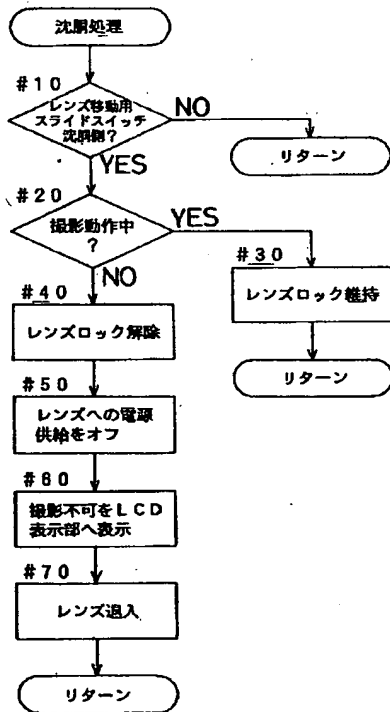 沈胴処理
#10
レンズ移動用
スライドスイッチ
沈胴側?
NO
リターン
YES
#20
撮影動作中
?
YES
#30
レンズロック維持
リターン
NO
#40
レンズロック解除
#50
レンズへの電源
供給をオフ
#60
撮影不可をLCD
表示部へ表示
#70
レンズ退入
リターン